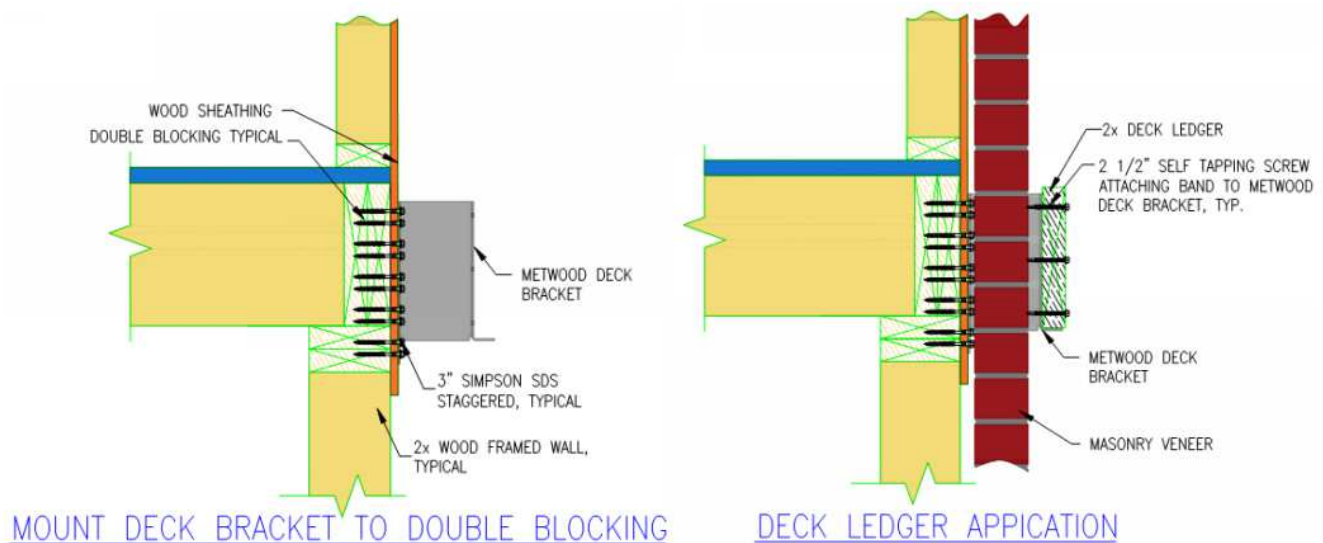 WOOD SHEATHING
DOUBLE BLOCKING TYPICAL
METWOOD DECK
BRACKET
3" SIMPSON SDS
STAGGERED, TYPICAL
2x WOOD FRAMED WALL,
TYPICAL
MOUNT DECK BRACKET TO DOUBLE BLOCKING
2x DECK LEDGER
2 1/2" SELF TAPPING SCREW
ATTACHING BAND TO METWOOD
DECK BRACKET, TYP.
METWOOD DECK
BRACKET
MASONRY VENEER
DECK LEDGER APPICATION